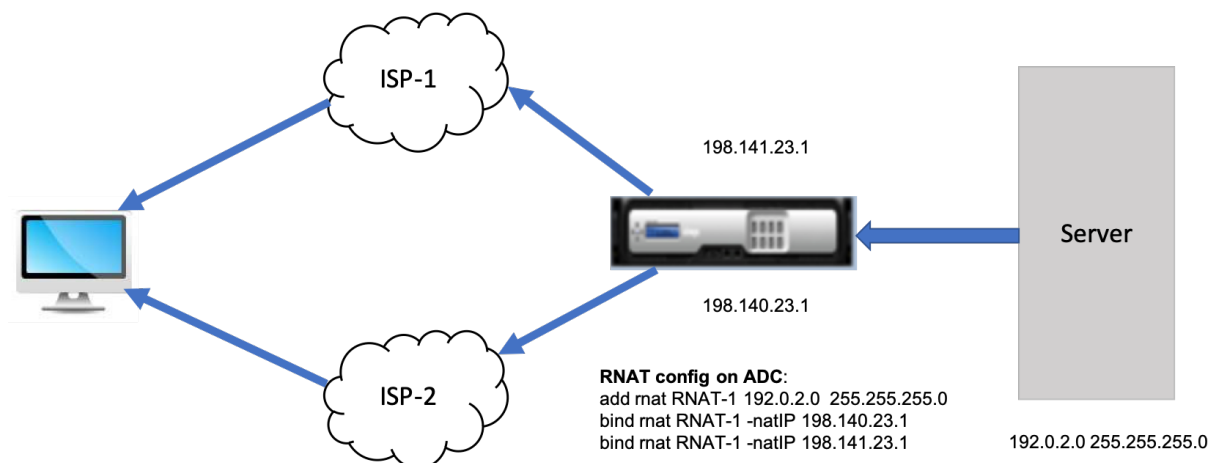 ISP-1
198.141.23.1
Server
198.140.23.1
ISP-2
RNAT config on ADC:
add rnat RNAT-1 192.0.2.0 255.255.255.0
bind rnat RNAT-1 -natIP 198.140.23.1
bind rnat RNAT-1 -natIP 198.141.23.1
192.0.2.0 255.255.255.0